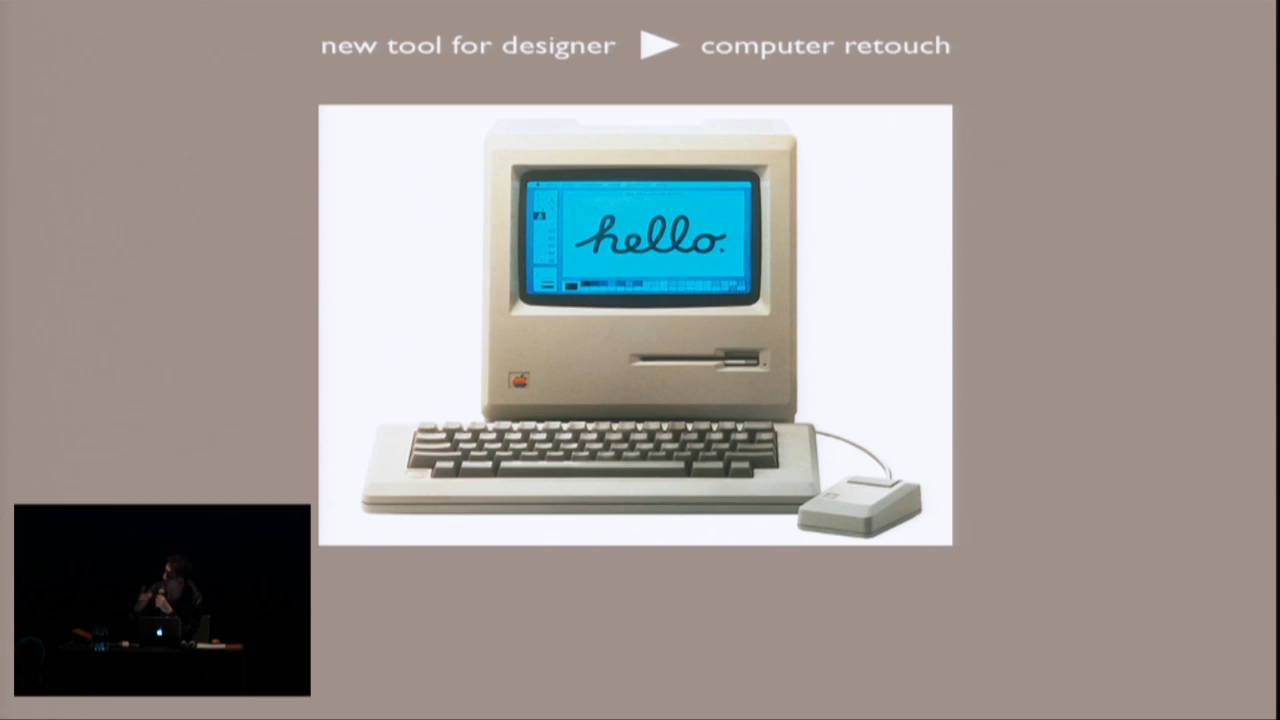 new tool for designer ▶ computer retouch
hello.